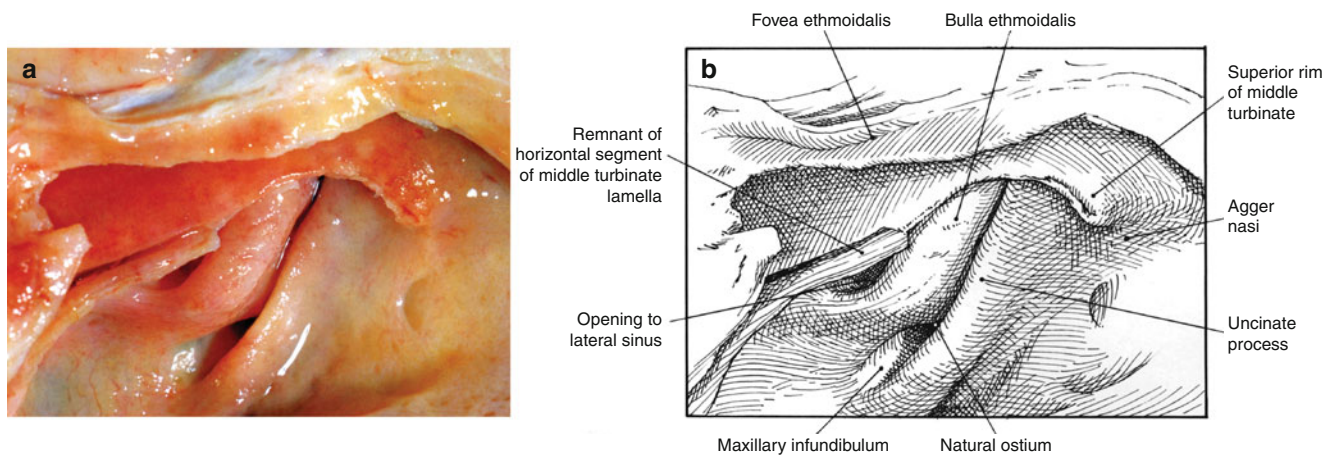 Fovea ethmoidalis
Bulla ethmoidalis
a
b
Superior rim
of middle
turbinate
Remnant of
horizontal segment
of middle turbinate
lamella
Agger
nasi
Opening to
lateral sinus
Uncinate
process
Maxillary infundibulum
Natural ostium